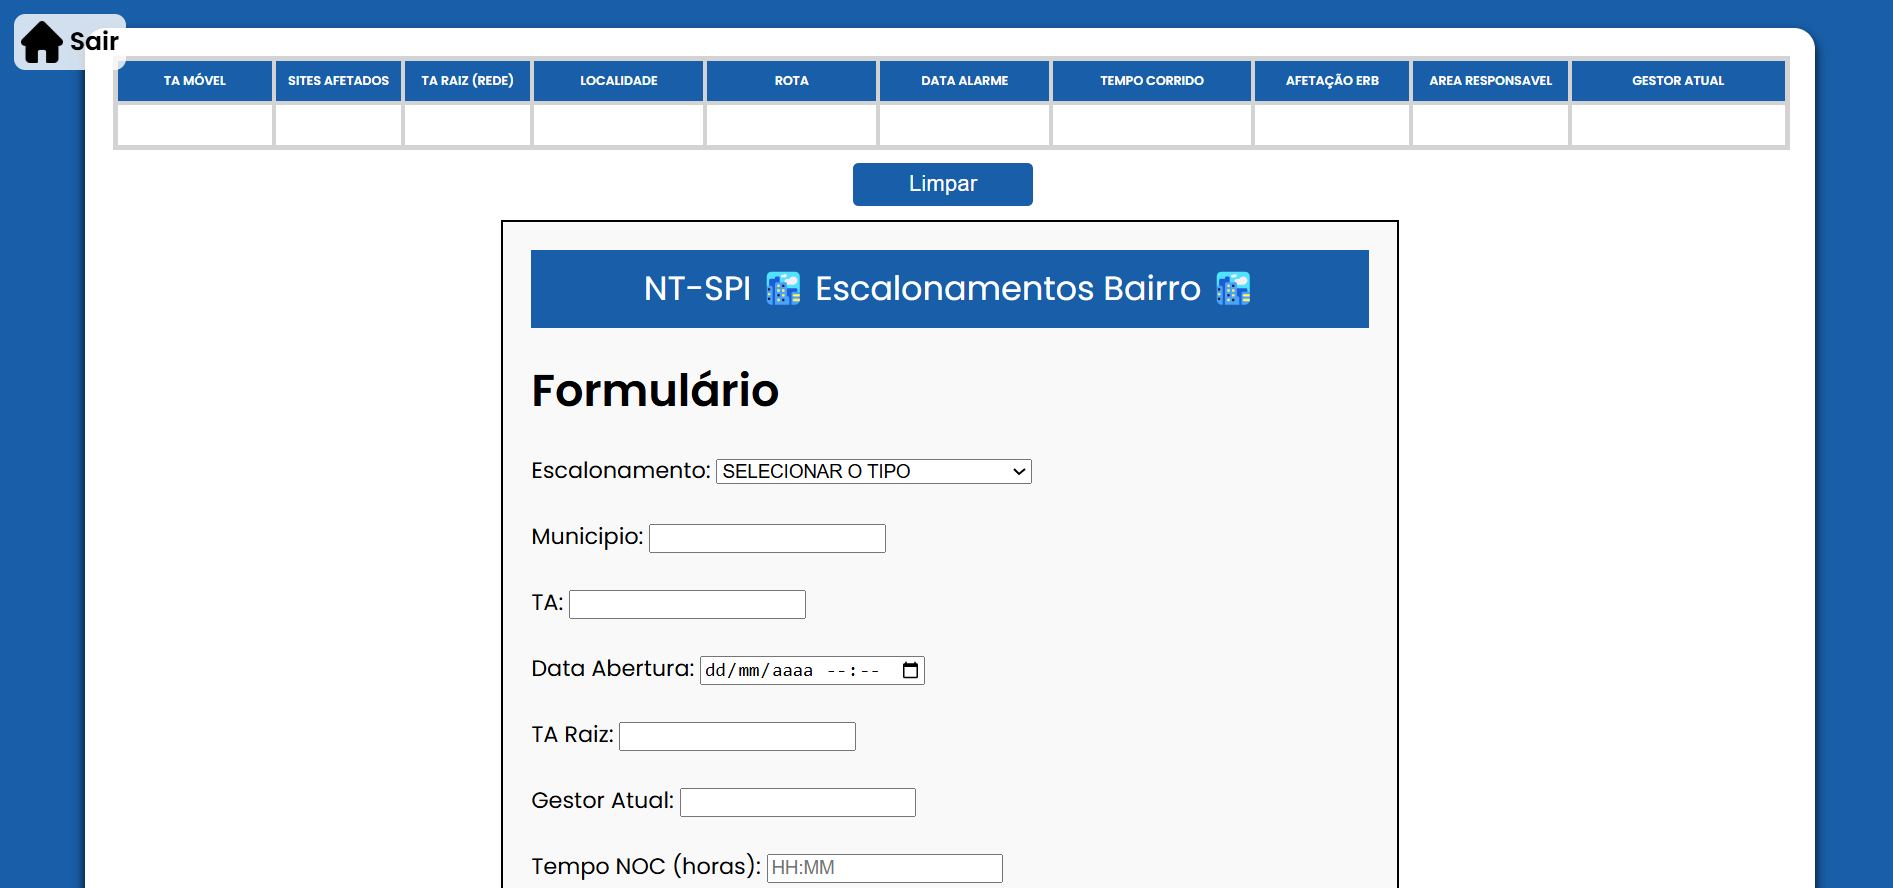 Sair
TA MÓVEL SITES AFETADOS TA RAIZ (REDE) LOCALIDADE ROTA DATA ALARME TEMPO CORRIDO AFETAÇÃO ERB AREA RESPONSAVEL GESTOR ATUAL
Limpar
NT-SPI 🏙️ Escalonamentos Bairro 🏙️
Formulário
Escalonamento: SELECIONAR O TIPO
Municipio:
TA:
Data Abertura: dd/mm/aaaa --:--
TA Raiz:
Gestor Atual:
Tempo NOC (horas): HH:MM